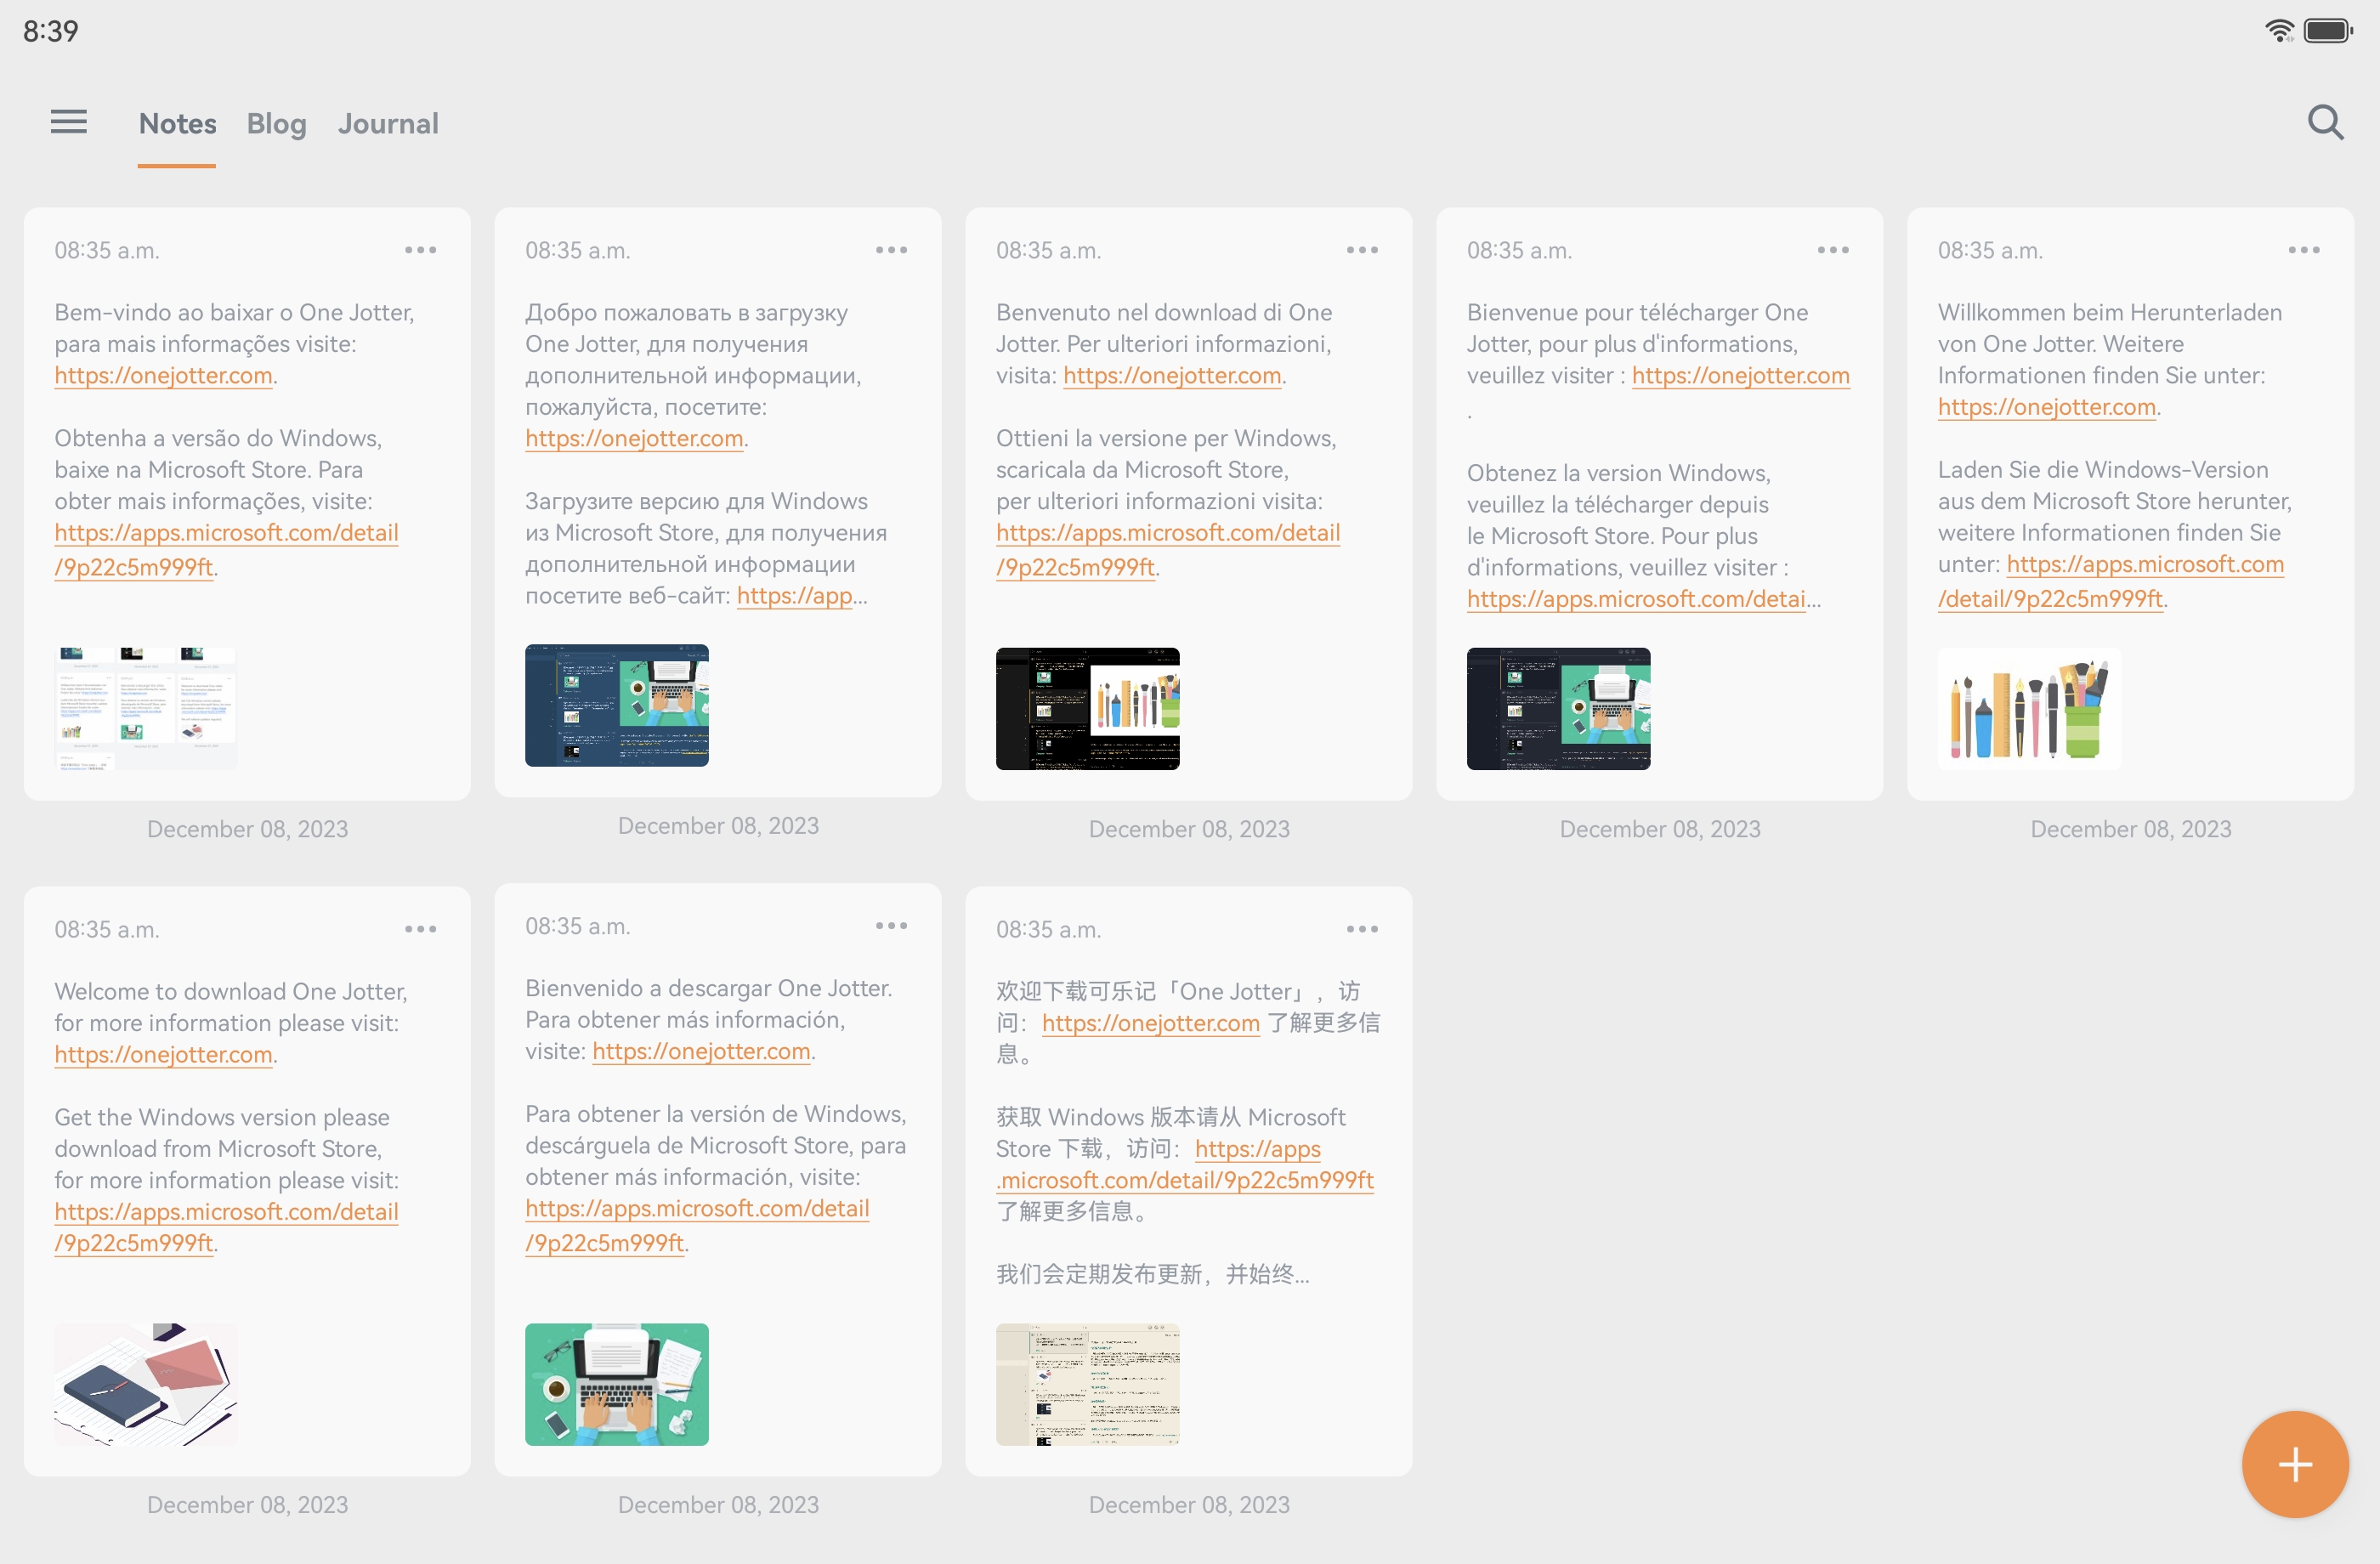 8:39
Notes Blog Journal
08:35 a.m.
Bem-vindo ao baixar o One Jotter,
para mais informações visite:
https://onejotter.com.
Obtenha a versão do Windows,
baixe na Microsoft Store. Para
obter mais informações, visite:
https://apps.microsoft.com/detail
/9p22c5m999ft.
December 08, 2023
08:35 a.m.
Добро пожаловать в загрузку
One Jotter, для получения
дополнительной информации,
пожалуйста, посетите:
https://onejotter.com.
Загрузите версию для Windows
из Microsoft Store, для получения
дополнительной информации
посетите веб-сайт: https://app...
December 08, 2023
08:35 a.m.
Benvenuto nel download di One
Jotter. Per ulteriori informazioni,
visita: https://onejotter.com.
Ottieni la versione per Windows,
scaricala da Microsoft Store,
per ulteriori informazioni visita:
https://apps.microsoft.com/detail
/9p22c5m999ft.
December 08, 2023
08:35 a.m.
Bienvenue pour télécharger One
Jotter, pour plus d'informations,
veuillez visiter : https://onejotter.com
.
Obtenez la version Windows,
veuillez la télécharger depuis
le Microsoft Store. Pour plus
d'informations, veuillez visiter :
https://apps.microsoft.com/detai...
December 08, 2023
08:35 a.m.
Willkommen beim Herunterladen
von One Jotter. Weitere
Informationen finden Sie unter:
https://onejotter.com.
Laden Sie die Windows-Version
aus dem Microsoft Store herunter,
weitere Informationen finden Sie
unter: https://apps.microsoft.com
/detail/9p22c5m999ft.
December 08, 2023
08:35 a.m.
Welcome to download One Jotter,
for more information please visit:
https://onejotter.com.
Get the Windows version please
download from Microsoft Store,
for more information please visit:
https://apps.microsoft.com/detail
/9p22c5m999ft.
December 08, 2023
08:35 a.m.
Bienvenido a descargar One Jotter.
Para obtener más información,
visite: https://onejotter.com.
Para obtener la versión de Windows,
descárguela de Microsoft Store, para
obtener más información, visite:
https://apps.microsoft.com/detail
/9p22c5m999ft.
December 08, 2023
08:35 a.m.
欢迎下载可乐记「One Jotter」，访
问：https://onejotter.com 了解更多信
息。
获取 Windows 版本请从 Microsoft
Store 下载，访问：https://apps
.microsoft.com/detail/9p22c5m999ft
了解更多信息。
我们会定期发布更新，并始终...
December 08, 2023